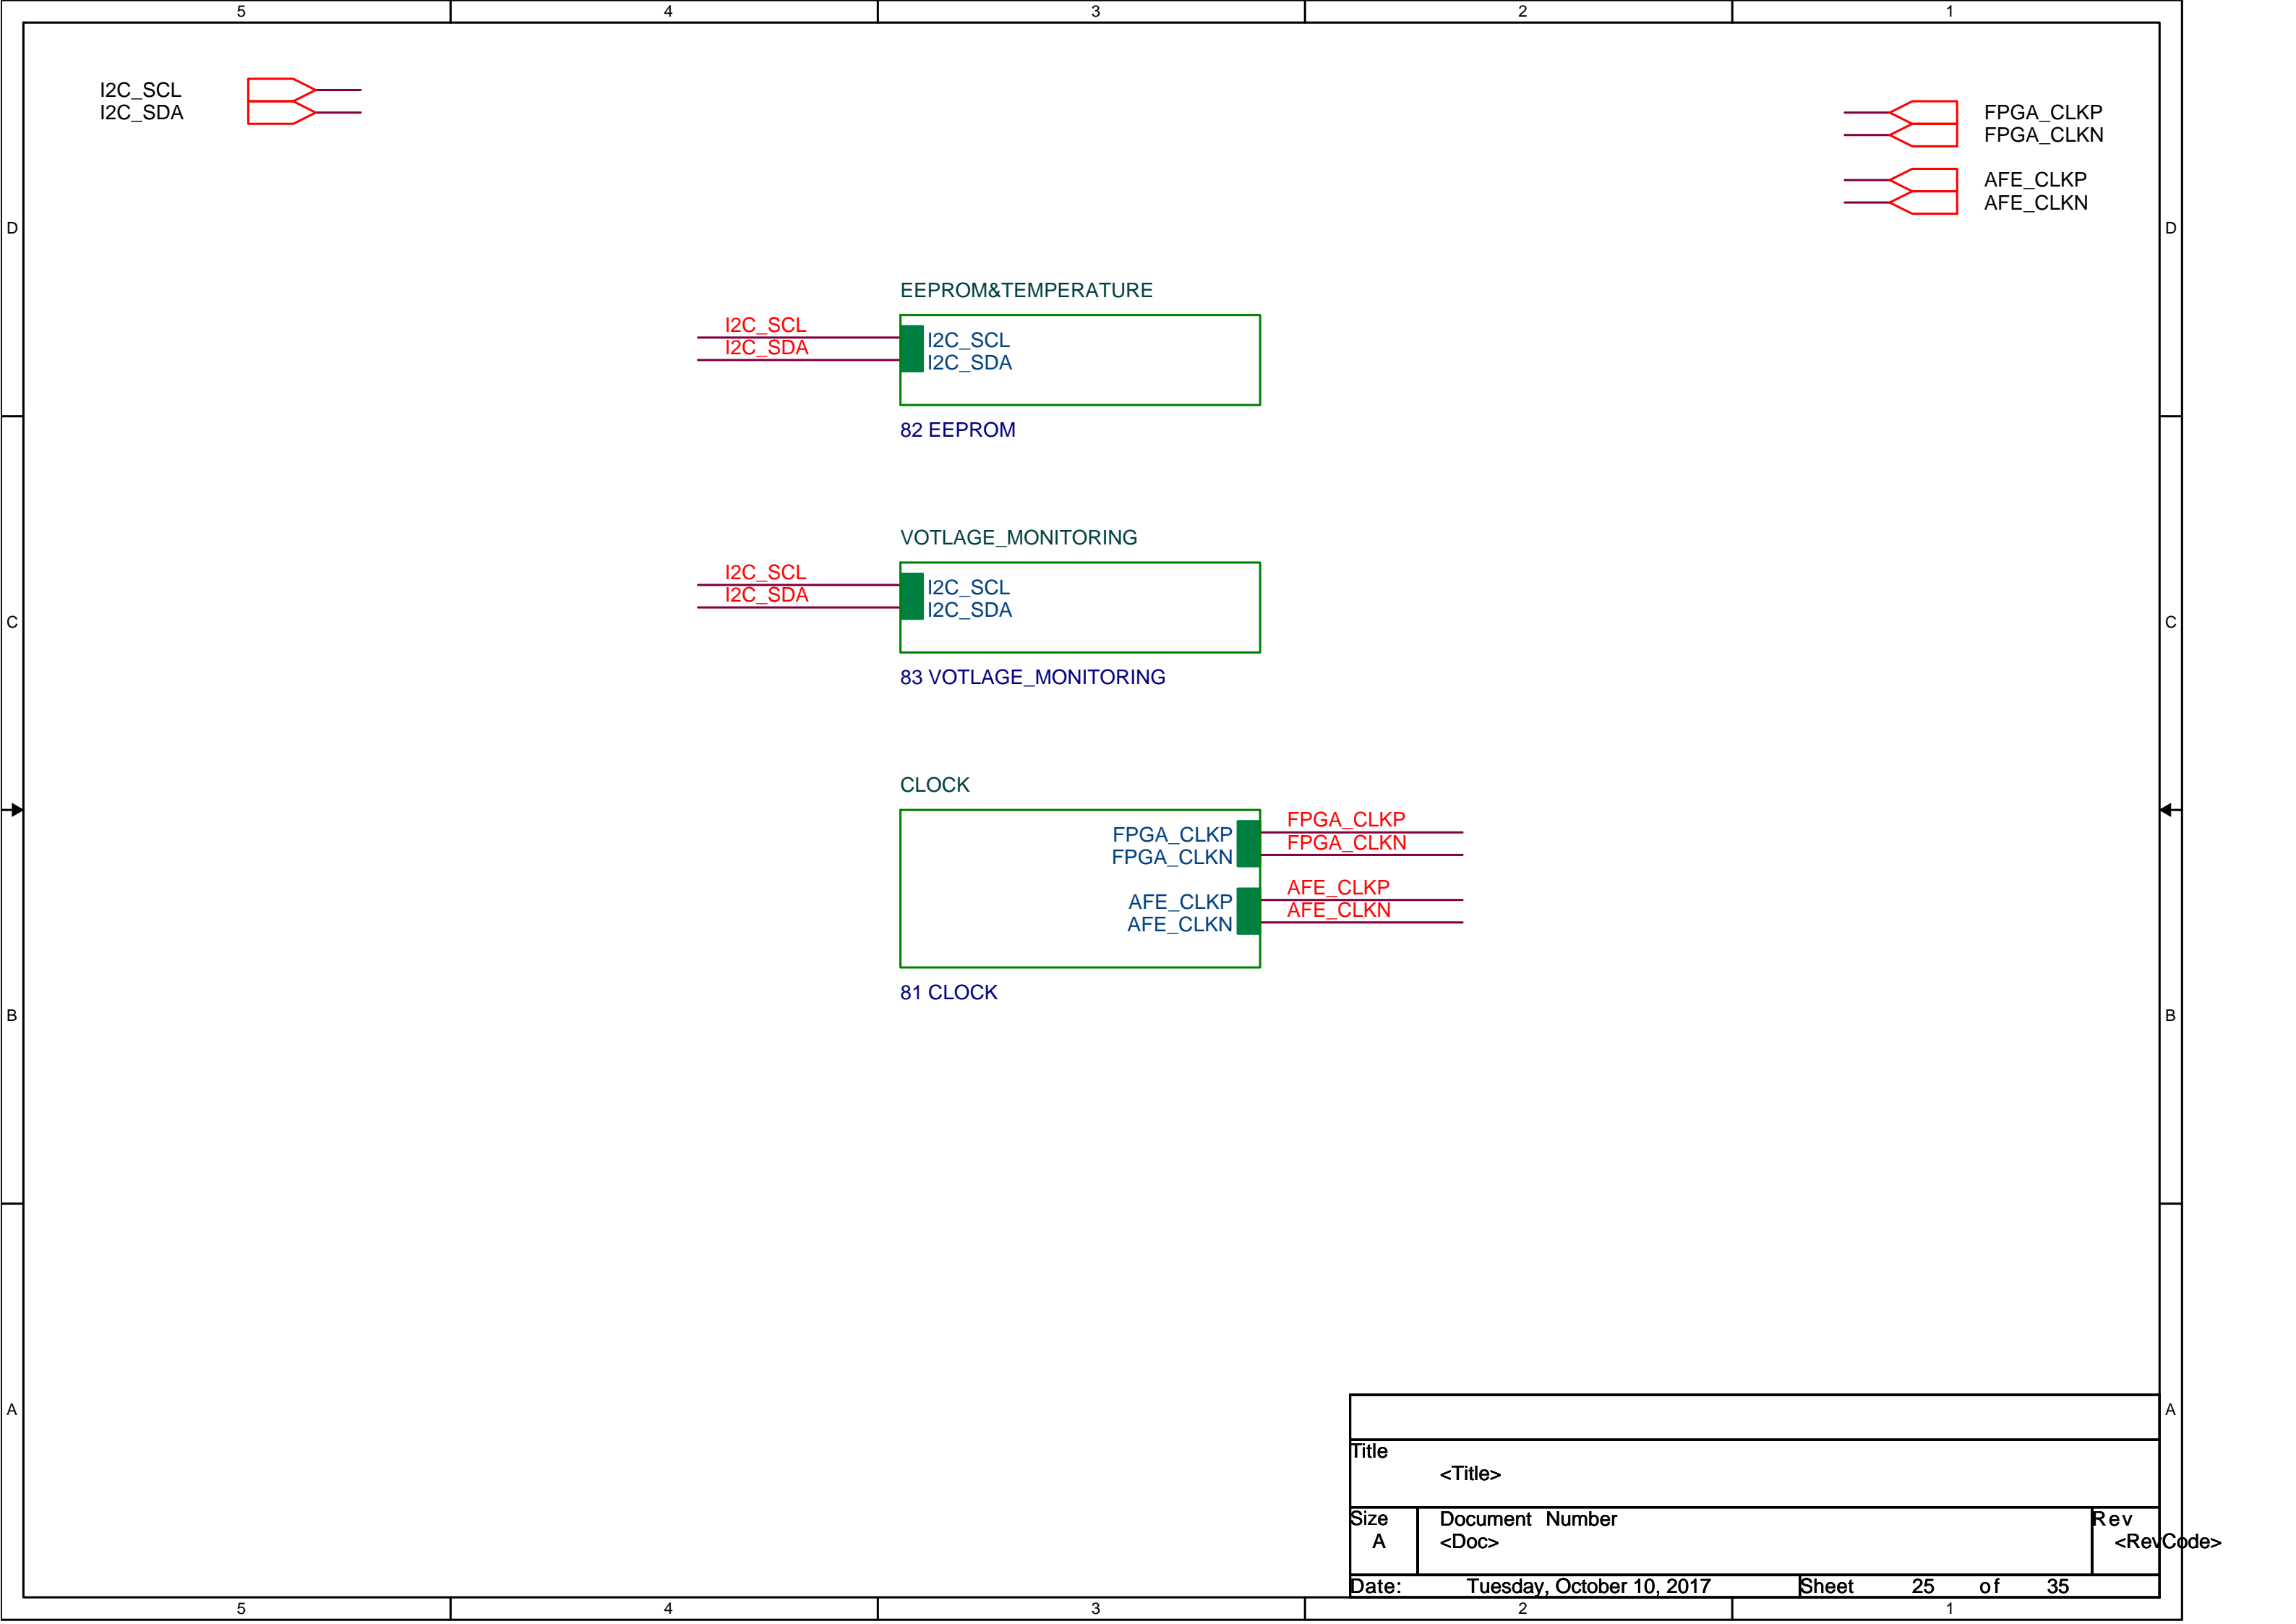 5 4 3 2 1
I2C_SCL
I2C_SDA
FPGA_CLKP
FPGA_CLKN
AFE_CLKP
AFE_CLKN
D D
EEPROM&TEMPERATURE
I2C_SCL I2C_SCL
I2C_SDA I2C_SDA
82 EEPROM
VOTLAGE_MONITORING
I2C_SCL I2C_SCL
I2C_SDA I2C_SDA
C C
83 VOTLAGE_MONITORING
CLOCK
FPGA_CLKP FPGA_CLKP
FPGA_CLKN FPGA_CLKN
AFE_CLKP AFE_CLKP
AFE_CLKN AFE_CLKN
81 CLOCK
B B
A A
Title
<Title>
Size Document Number Rev
A <Doc> <RevCode>
Date: Tuesday, October 10, 2017 Sheet 25 of 35
5 4 3 2 1